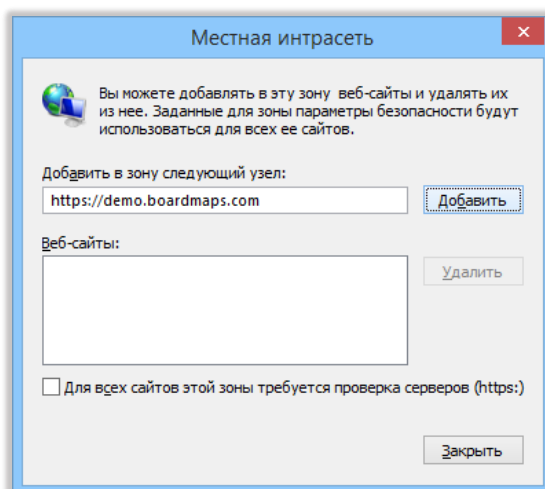 Местная интрасеть
Вы можете добавлять в эту зону веб-сайты и удалять их
из нее. Заданные для зоны параметры безопасности будут
использоваться для всех ее сайтов.
Добавить в зону следующий узел:
https://demo.boardmaps.com
Добавить
Веб-сайты:
Удалить
Для всех сайтов этой зоны требуется проверка серверов (https:)
Закрыть